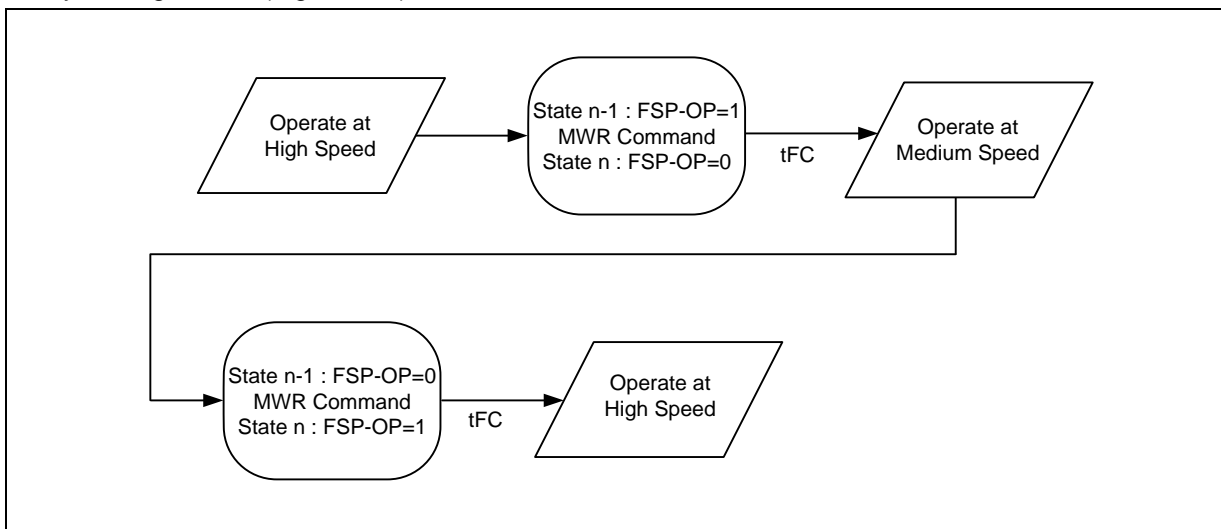 Operate at
High Speed
State n-1 : FSP-OP=1
MWR Command
State n : FSP-OP=0
tFC
Operate at
Medium Speed
State n-1 : FSP-OP=0
MWR Command
State n : FSP-OP=1
tFC
Operate at
High Speed